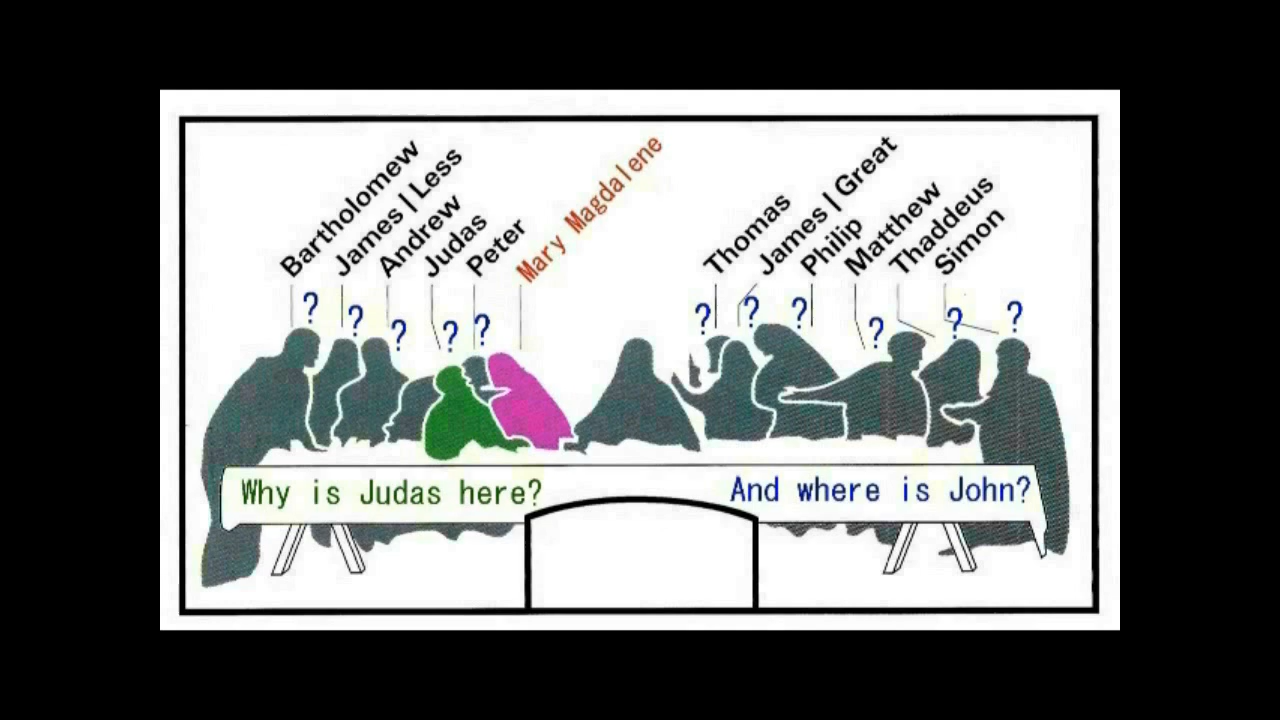 Bartholomew
James | Less
Andrew
Judas
Peter
Mary Magdalene
Thomas
James | Great
Philip
Matthew
Thaddeus
Simon
? ? ? ? ? ? ? ? ? ? ?
Why is Judas here?
And where is John?